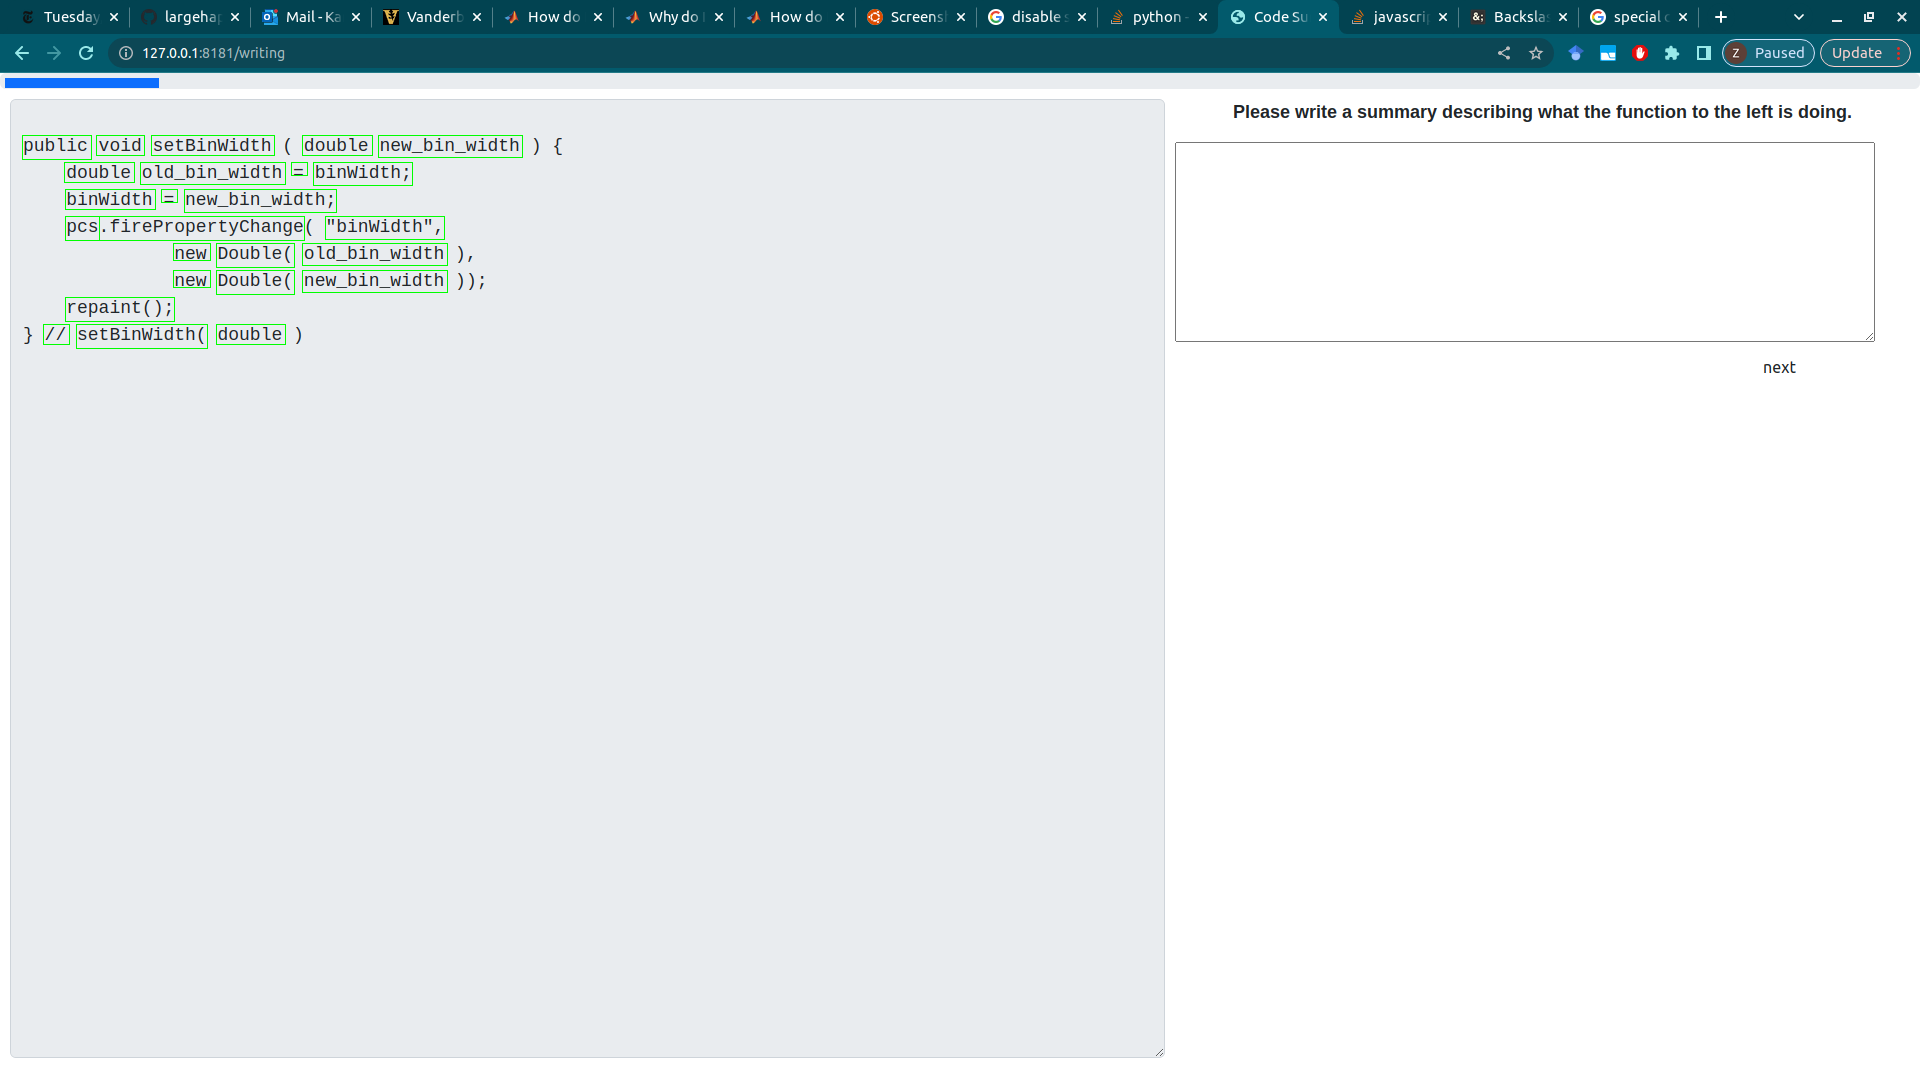 Tuesday largeha Mail - Ka Vanderb How do Why do How do Screens disable s python - Code Su javascrip Backslas special c
127.0.0.1:8181/writing Z Paused Update
Please write a summary describing what the function to the left is doing.
public void setBinWidth ( double new_bin_width ) {
double old_bin_width = binWidth;
binWidth = new_bin_width;
pcs.firePropertyChange( "binWidth",
new Double( old_bin_width ),
new Double( new_bin_width ));
repaint();
} // setBinWidth( double )
next